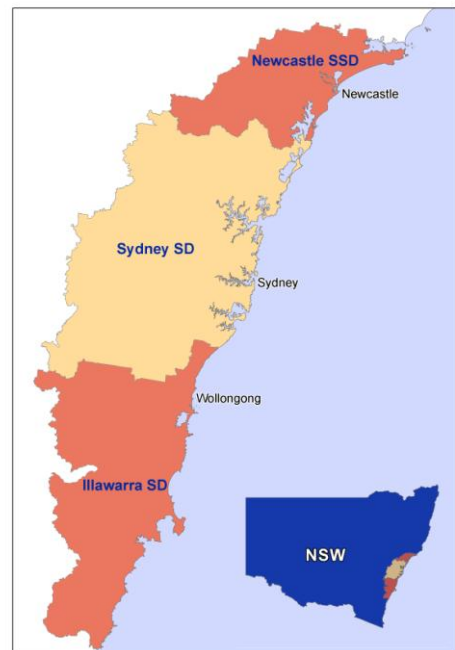 Newcastle SSD
Newcastle
Sydney SD
Sydney
Wollongong
Illawarra SD
NSW